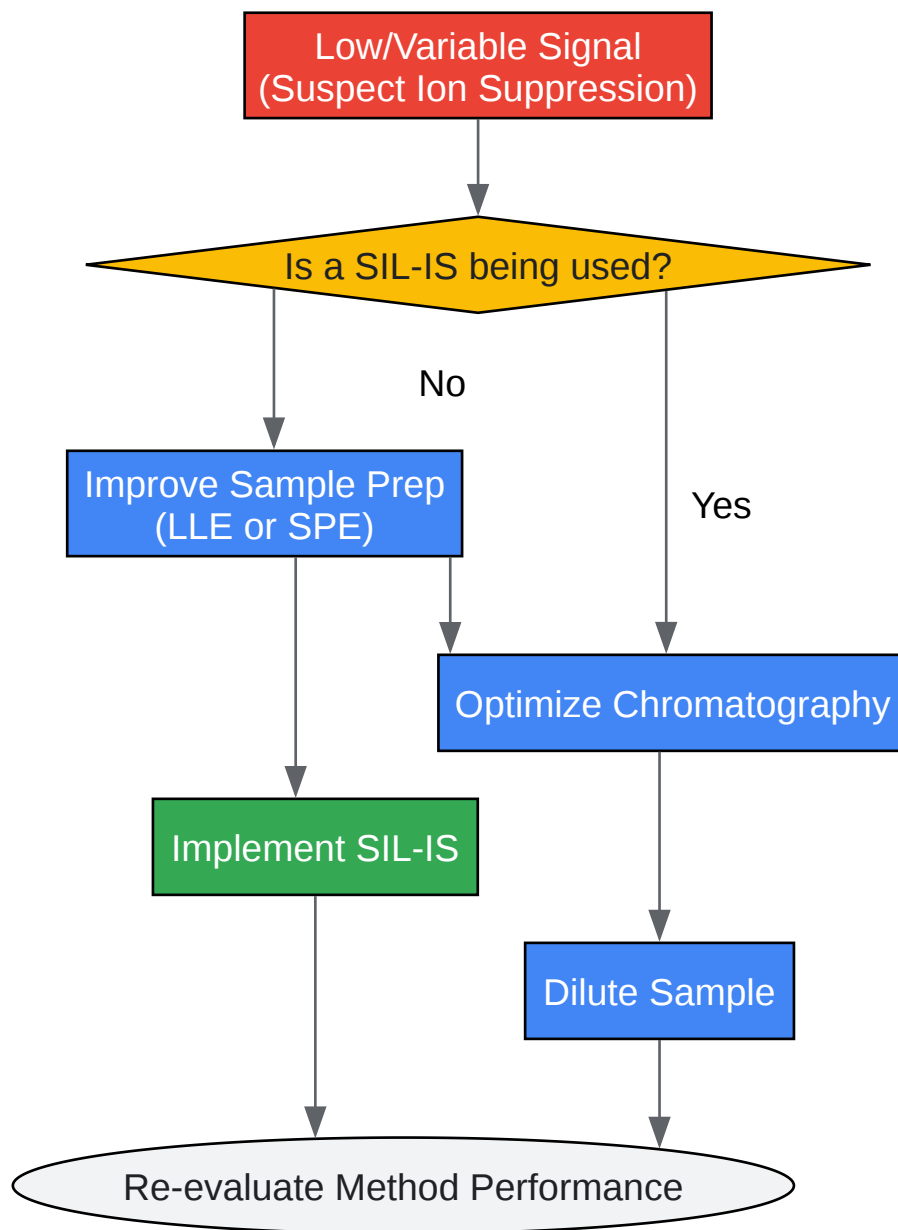 Low/Variable Signal
(Suspect Ion Suppression)
Is a SIL-IS being used?
No
Improve Sample Prep
(LLE or SPE)
Yes
Optimize Chromatography
Implement SIL-IS
Dilute Sample
Re-evaluate Method Performance